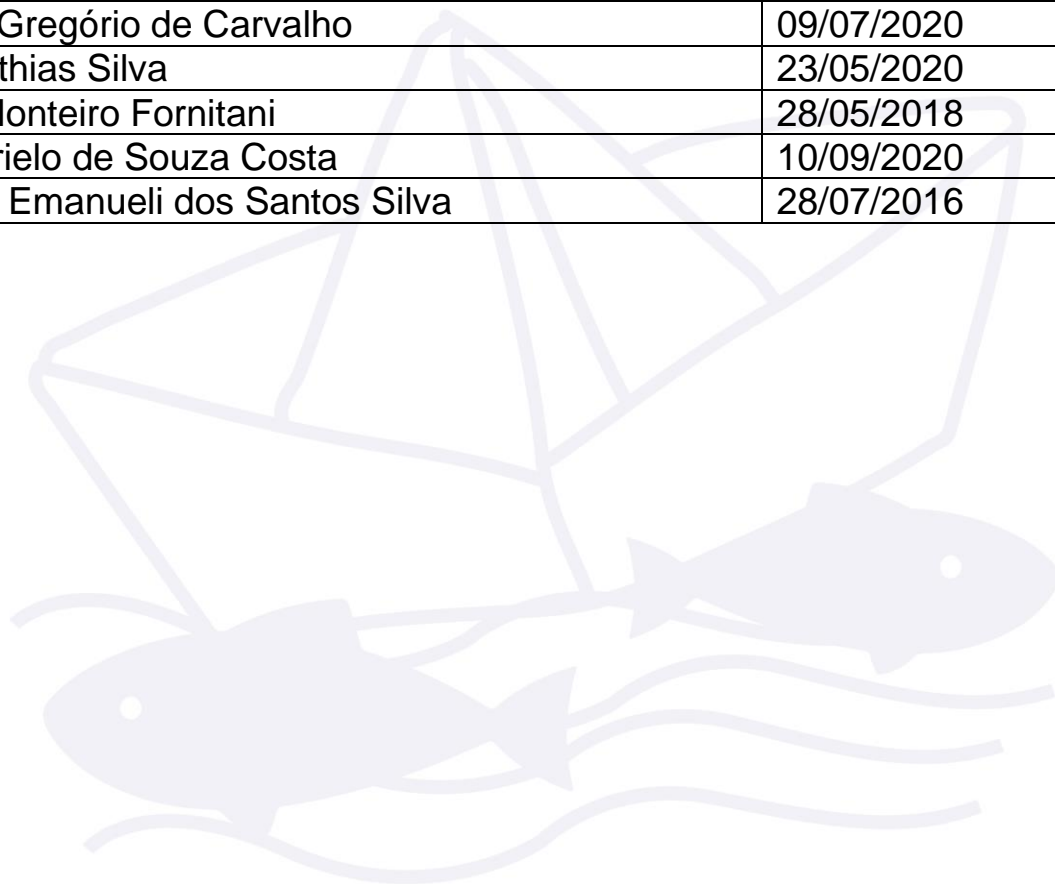 Gregório de Carvalho 09/07/2020
thias Silva 23/05/2020
onteiro Fornitani 28/05/2018
rielo de Souza Costa 10/09/2020
Emanueli dos Santos Silva 28/07/2016